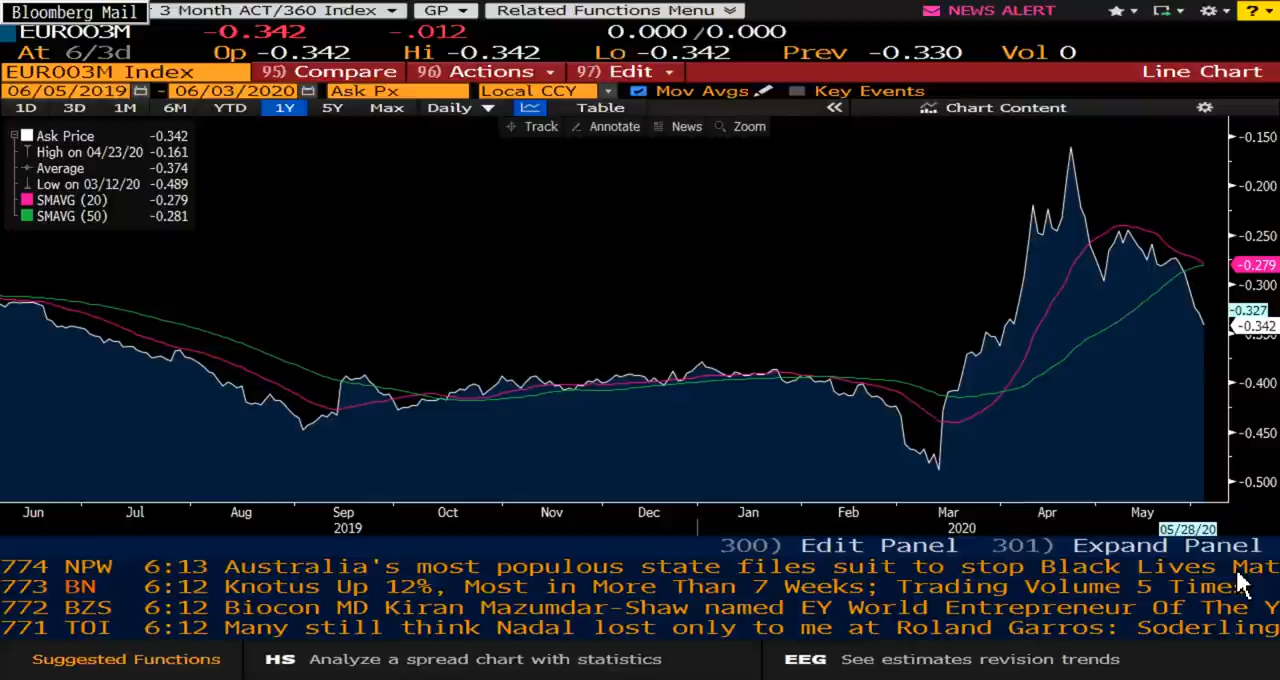 Bloomberg Mail 3 Month ACT/360 Index GP Related Functions Menu NEWS ALERT ?
EUR003M -0.342 -.012 0.000 /0.000
At 6/3d Op -0.342 Hi -0.342 Lo -0.342 Prev -0.330 Vol 0
EUR003M Index 95) Compare 96) Actions 97) Edit Line Chart
06/05/2019 - 06/03/2020 Ask Px Local CCY Mov Avgs Key Events
1D 3D 1M 6M YTD 1Y 5Y Max Daily Table « Chart Content
Track Annotate News Zoom
Ask Price -0.342
High on 04/23/20 -0.161
Average -0.374
Low on 03/12/20 -0.489
SMAVG (20) -0.279
SMAVG (50) -0.281
-0.150
-0.200
-0.250
-0.279
-0.300
-0.327
-0.342
-0.400
-0.450
-0.500
Jun Jul Aug Sep Oct Nov Dec Jan Feb Mar Apr May
2019 2020 05/28/20
300) Edit Panel 301) Expand Panel
774 NPW 6:13 Australia's most populous state files suit to stop Black Lives Mat
773 BN 6:12 Knotus Up 12%, Most in More Than 7 Weeks; Trading Volume 5 Time
772 BZS 6:12 Biocon MD Kiran Mazumdar-Shaw named EY World Entrepreneur Of The Y
771 TOI 6:12 Many still think Nadal lost only to me at Roland Garros: Soderling
Suggested Functions HS Analyze a spread chart with statistics EEG See estimates revision trends